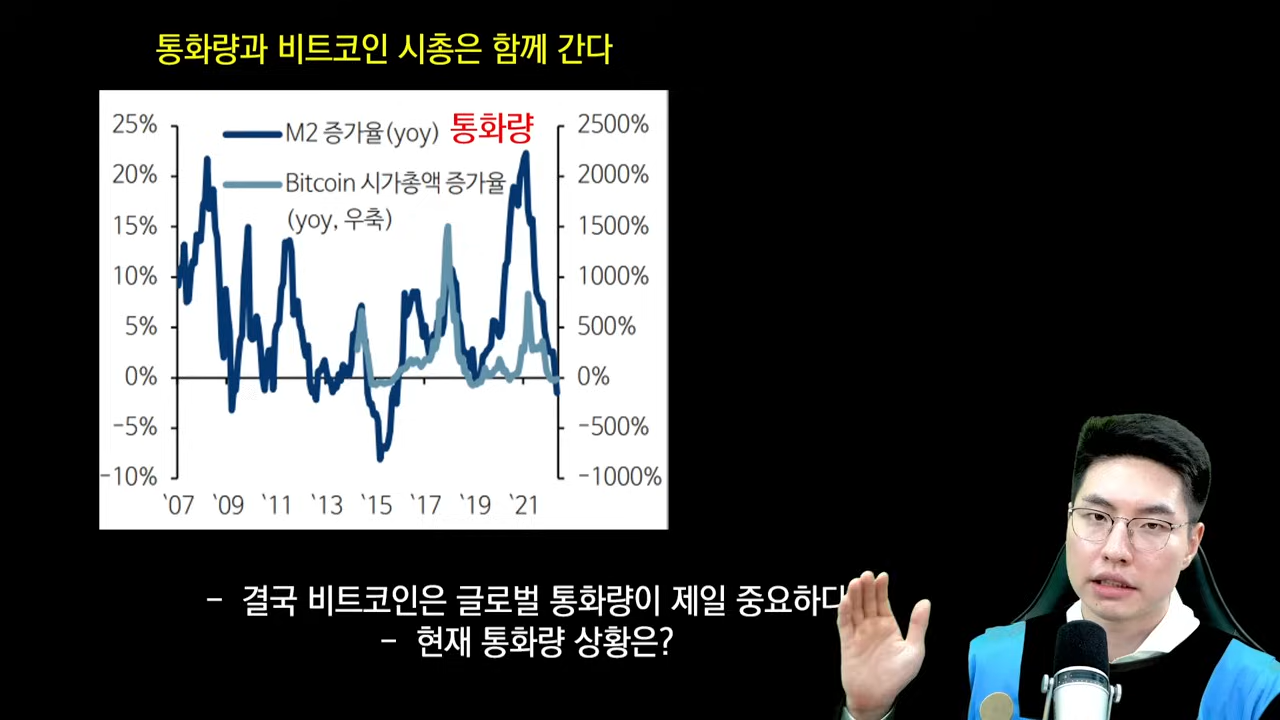 통화량과 비트코인 시총은 함께 간다
M2 증가율(yoy) 통화량
Bitcoin 시가총액 증가율
(yoy, 우축)
25%
20%
15%
10%
5%
0%
-5%
-10%
2500%
2000%
1500%
1000%
500%
0%
-500%
-1000%
`07 `09 `11 `13 `15 `17 `19 `21
- 결국 비트코인은 글로벌 통화량이 제일 중요하다
- 현재 통화량 상황은?